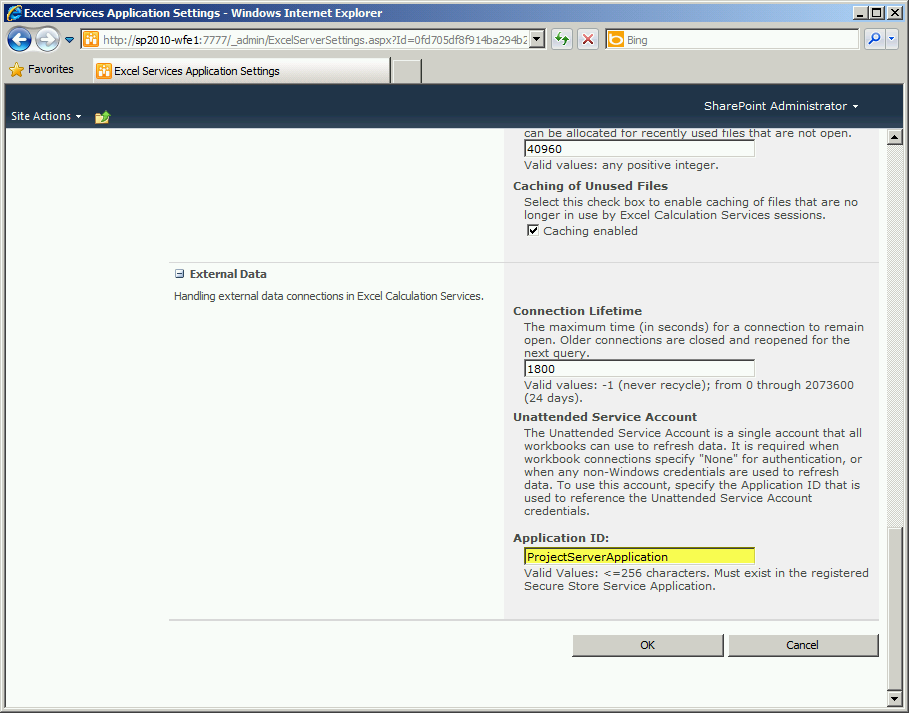 Excel Services Application Settings - Windows Internet Explorer
http://sp2010-wfe1:7777/_admin/ExcelServerSettings.aspx?Id=0fd705df8f914ba294b2
Bing
Favorites
Excel Services Application Settings
SharePoint Administrator
Site Actions
can be allocated for recently used files that are not open.
40960
Valid values: any positive integer.
Caching of Unused Files
Select this check box to enable caching of files that are no
longer in use by Excel Calculation Services sessions.
Caching enabled
External Data
Handling external data connections in Excel Calculation Services.
Connection Lifetime
The maximum time (in seconds) for a connection to remain
open. Older connections are closed and reopened for the
next query.
1800
Valid values: -1 (never recycle); from 0 through 2073600
(24 days).
Unattended Service Account
The Unattended Service Account is a single account that all
workbooks can use to refresh data. It is required when
workbook connections specify "None" for authentication, or
when any non-Windows credentials are used to refresh
data. To use this account, specify the Application ID that is
used to reference the Unattended Service Account
credentials.
Application ID:
ProjectServerApplication
Valid Values: <=256 characters. Must exist in the registered
Secure Store Service Application.
OK
Cancel